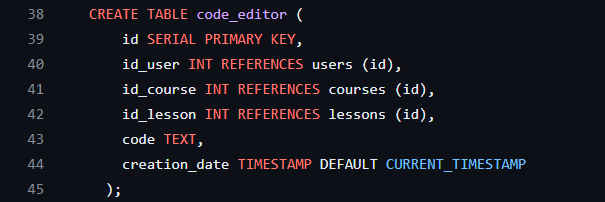 38 CREATE TABLE code_editor (
39 id SERIAL PRIMARY KEY,
40 id_user INT REFERENCES users (id),
41 id_course INT REFERENCES courses (id),
42 id_lesson INT REFERENCES lessons (id),
43 code TEXT,
44 creation_date TIMESTAMP DEFAULT CURRENT_TIMESTAMP
45 );